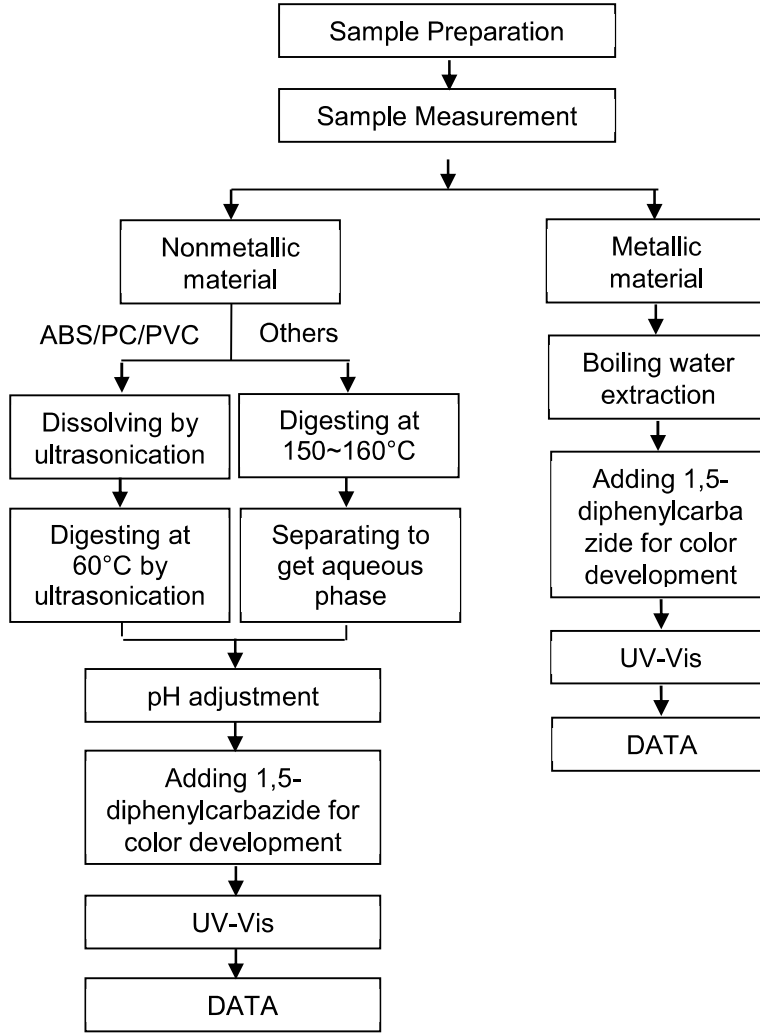 Sample Preparation
Sample Measurement
Nonmetallic
material
Metallic
material
ABS/PC/PVC
Others
Boiling water
extraction
Dissolving by
ultrasonication
Digesting at
150~160°C
Adding 1,5-
diphenylcarba
zide for color
development
Digesting at
60°C by
ultrasonication
Separating to
get aqueous
phase
UV-Vis
pH adjustment
DATA
Adding 1,5-
diphenylcarbazide for
color development
UV-Vis
DATA